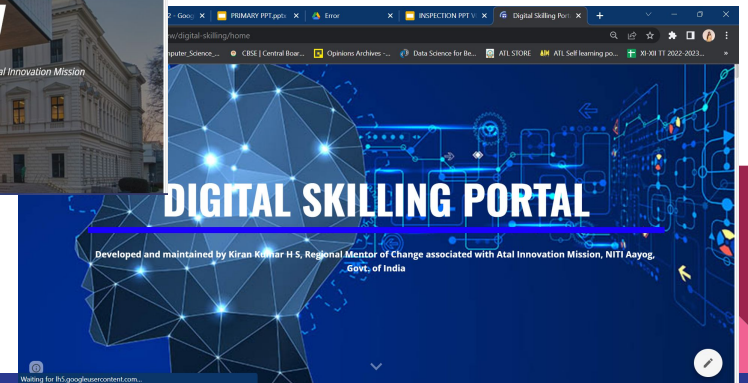 al Innovation Mission
2 - Goog
PRIMARY PPT.ppts
Error
INSPECTION PPT V
Digital Skilling Port
ew/digital-skilling/home
mputer_Science_...
CBSE | Central Boar...
Opinions Archives -...
Data Science for Be...
ATL STORE
AIM ATL Self learning po...
XI-XII TT 2022-2023...
DIGITAL SKILLING PORTAL
Developed and maintained by Kiran Kumar H S, Regional Mentor of Change associated with Atal Innovation Mission, NITI Aayog,
Govt. of India
Waiting for lh5.googleusercontent.com...